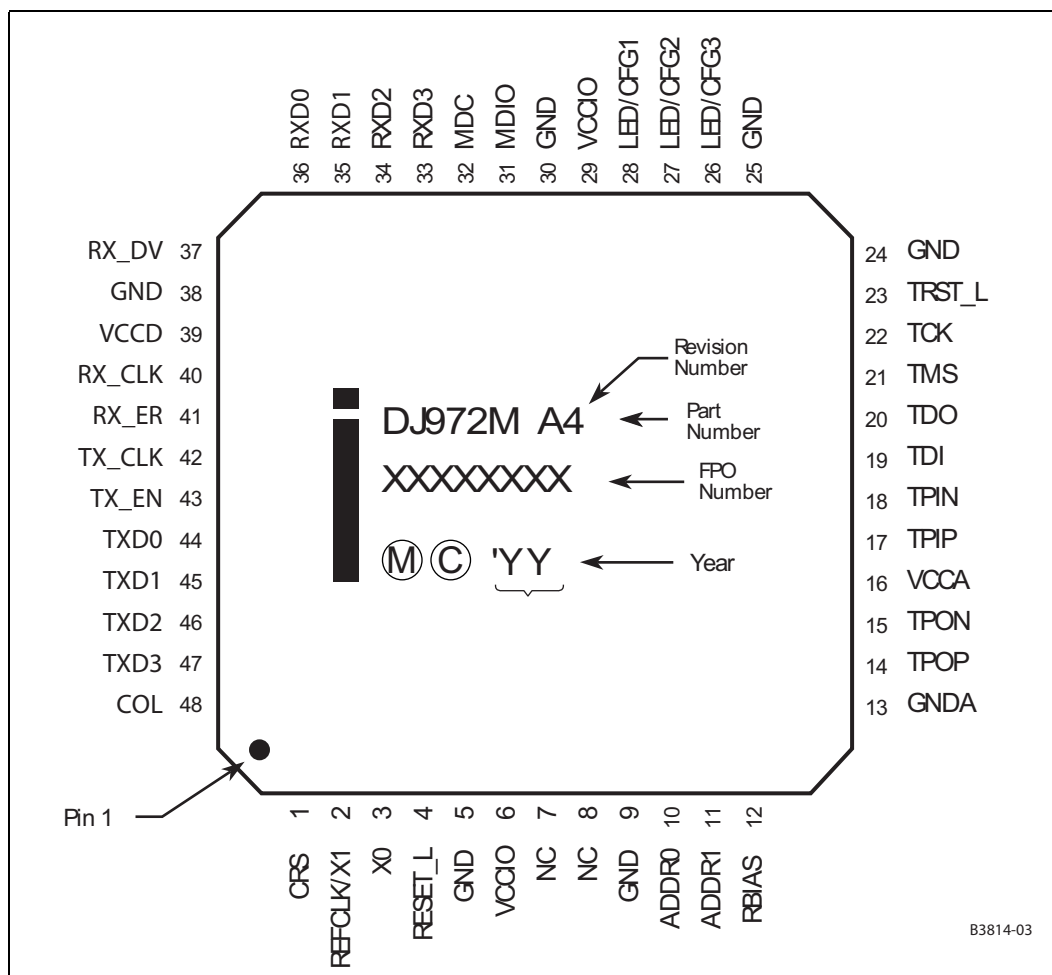 36 RXD0
35 RXD1
34 RXD2
33 RXD3
32 MDC
31 MDIO
30 GND
29 VCCIO
28 LED/CFG1
27 LED/CFG2
26 LED/CFG3
25 GND
RX_DV 37
GND 38
VCCD 39
RX_CLK 40
RX_ER 41
TX_CLK 42
TX_EN 43
TXD0 44
TXD1 45
TXD2 46
TXD3 47
COL 48
24 GND
23 TRST_L
22 TCK
21 TMS
20 TDO
19 TDI
18 TPIN
17 TPIP
16 VCCA
15 TPON
14 TPOP
13 GNDA
Revision
Number
DJ972M A4
Part
Number
XXXXXXXX
FPO
Number
M C 'YY
Year
Pin 1
CRS 1
REFCLK/X1 2
X0 3
RESET_L 4
GND 5
VCCIO 6
NC 7
NC 8
GND 9
ADDR0 10
ADDR1 11
RBIAS 12
B3814-03